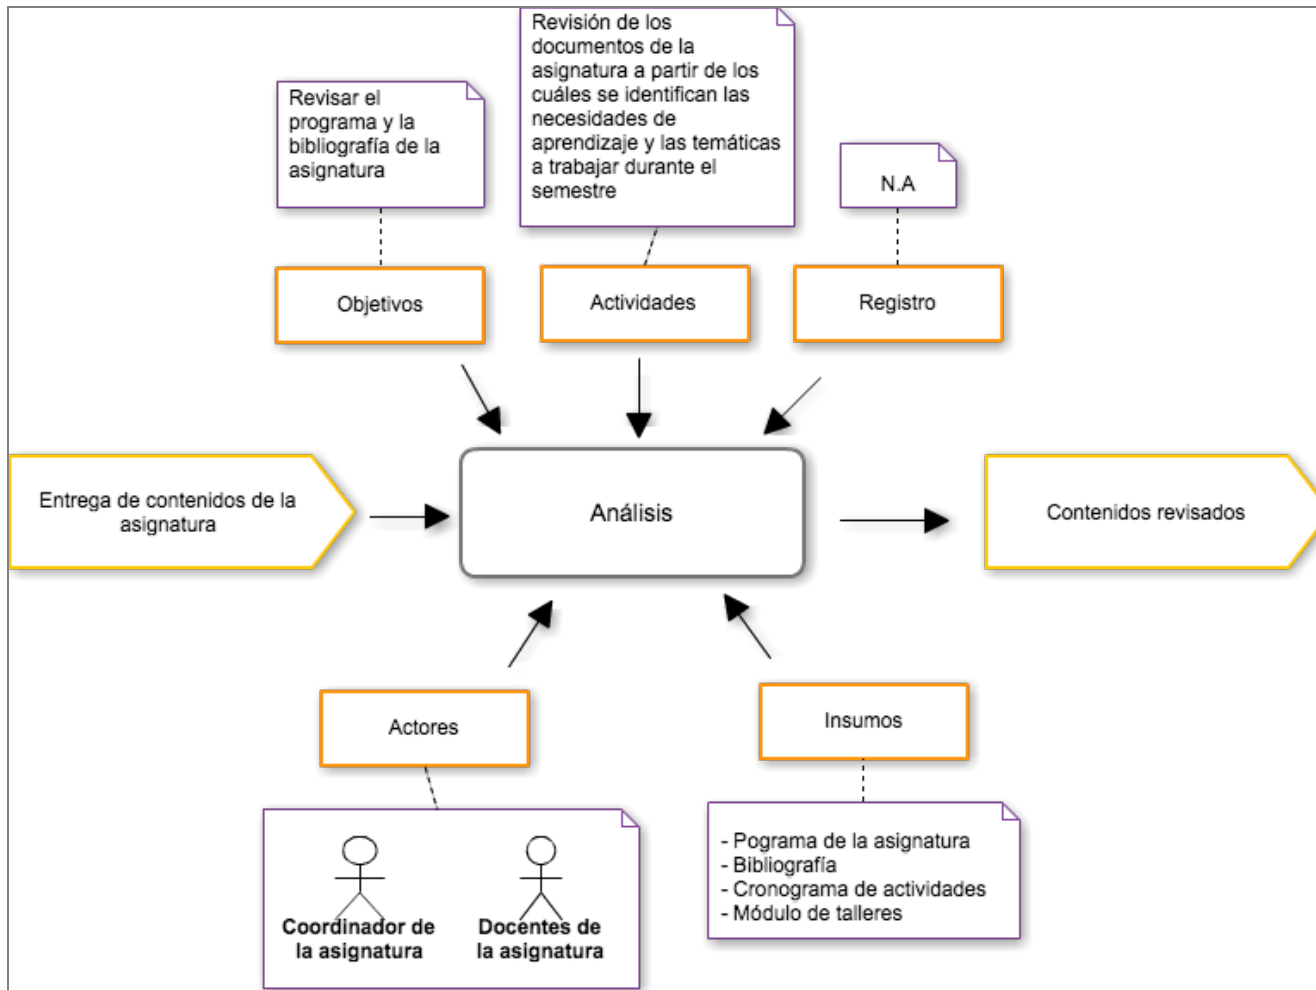 Revisar el
programa y la
bibliografía de la
asignatura
Revisión de los
documentos de la
asignatura a partir de los
cuáles se identifican las
necesidades de
aprendizaje y las temáticas
a trabajar durante el
semestre
N.A
Objetivos
Actividades
Registro
Entrega de contenidos de la
asignatura
Análisis
Contenidos revisados
Actores
Insumos
Coordinador de
la asignatura
Docentes de
la asignatura
- Pograma de la asignatura
- Bibliografía
- Cronograma de actividades
- Módulo de talleres